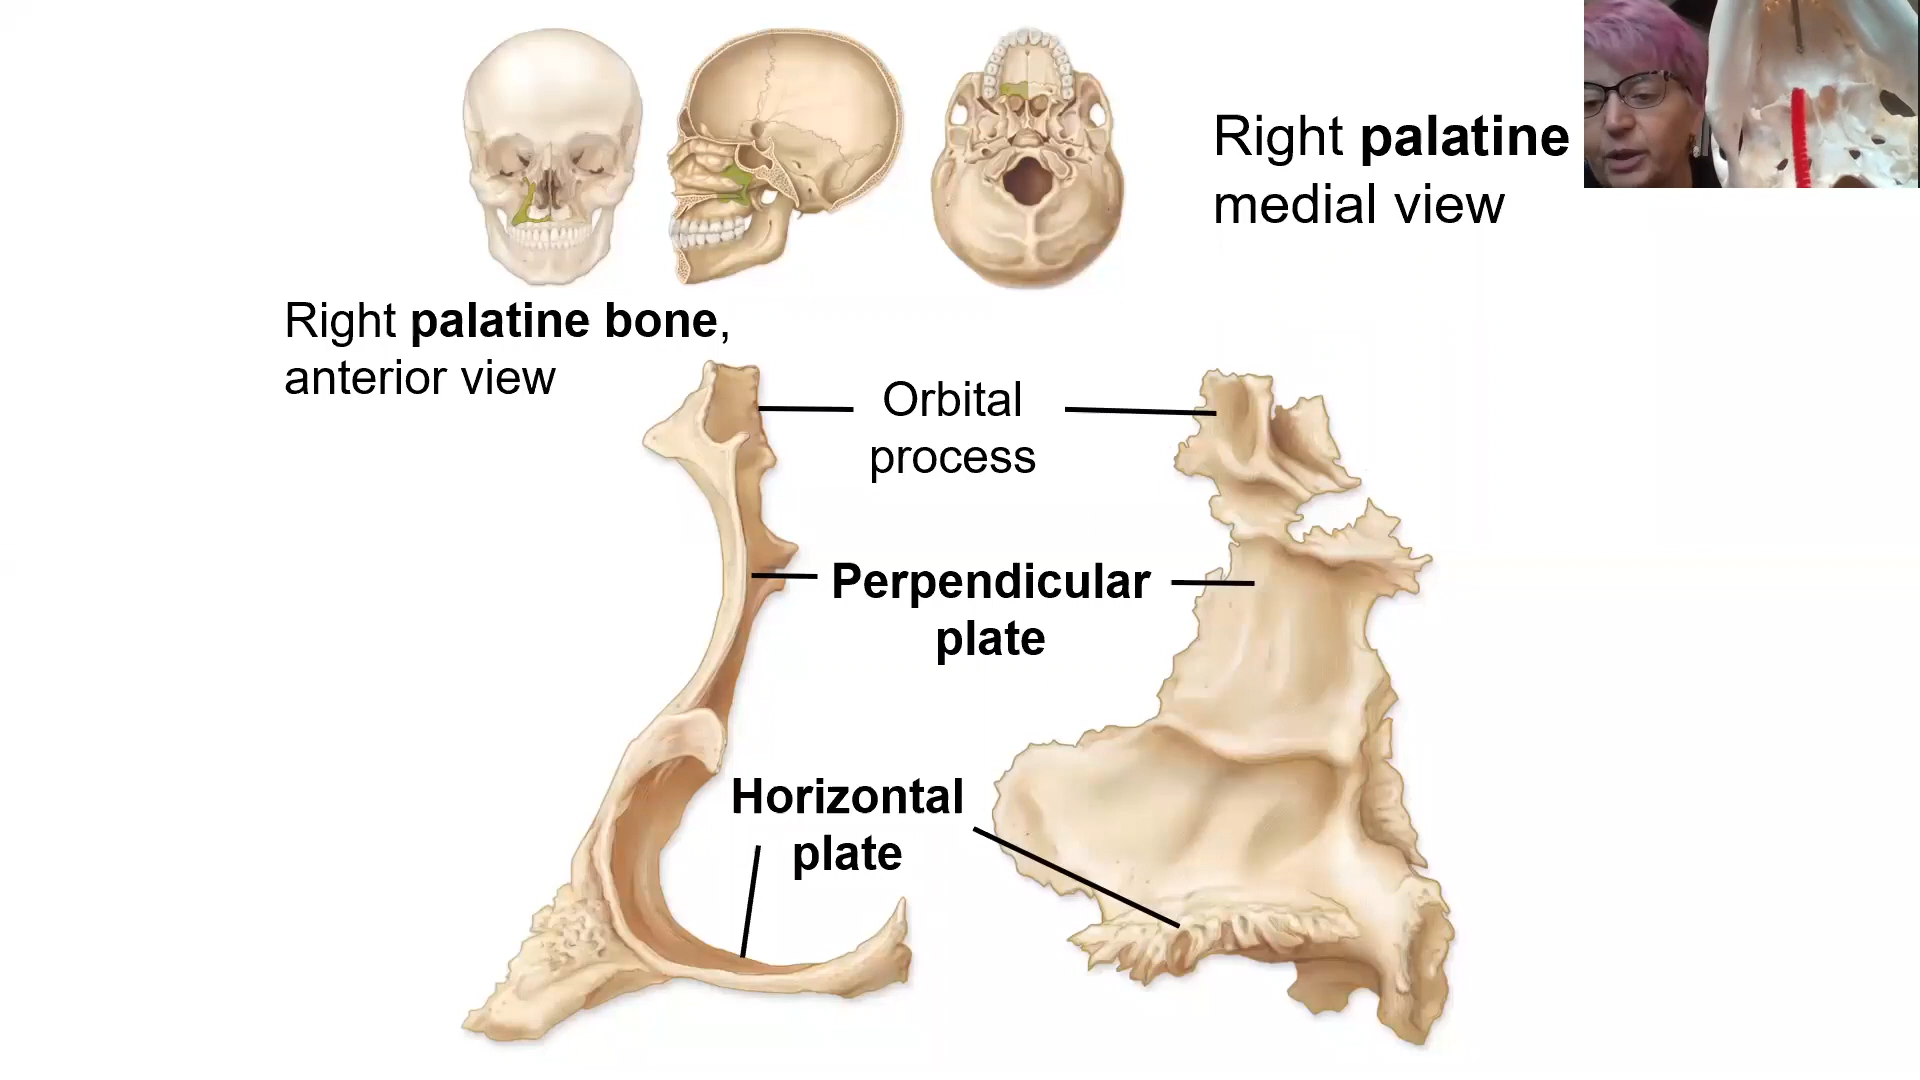 Right palatine
medial view
Right palatine bone,
anterior view
Orbital
process
Perpendicular
plate
Horizontal
plate